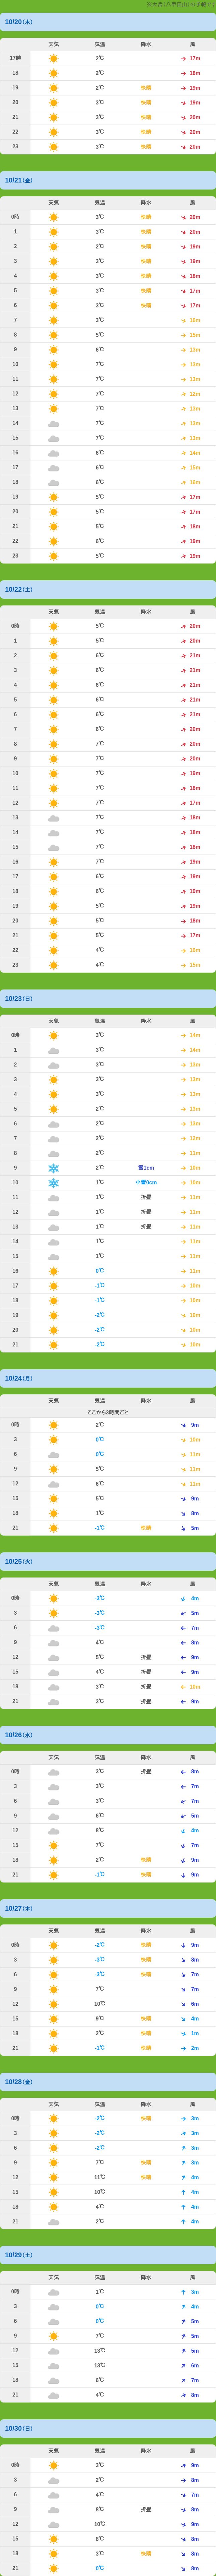 10/20(木)
天気 気温 降水 風
17時 2℃ 17m
18 2℃ 18m
19 2℃ 快晴 19m
20 3℃ 快晴 19m
21 3℃ 快晴 20m
22 3℃ 快晴 20m
23 3℃ 快晴 20m
10/21(金)
天気 気温 降水 風
0時 3℃ 快晴 20m
1 3℃ 快晴 20m
2 2℃ 快晴 19m
3 3℃ 快晴 19m
4 3℃ 快晴 18m
5 3℃ 快晴 17m
6 3℃ 快晴 17m
7 3℃ 16m
8 5℃ 15m
9 6℃ 13m
10 7℃ 13m
11 7℃ 13m
12 7℃ 12m
13 7℃ 13m
14 7℃ 13m
15 7℃ 13m
16 6℃ 14m
17 6℃ 15m
18 6℃ 16m
19 5℃ 17m
20 5℃ 17m
21 5℃ 18m
22 6℃ 19m
23 5℃ 19m
10/22(土)
天気 気温 降水 風
0時 5℃ 20m
1 5℃ 20m
2 6℃ 21m
3 6℃ 21m
4 6℃ 21m
5 6℃ 21m
6 6℃ 21m
7 6℃ 20m
8 7℃ 20m
9 7℃ 20m
10 7℃ 19m
11 7℃ 18m
12 7℃ 17m
13 7℃ 18m
14 7℃ 18m
15 7℃ 18m
16 7℃ 19m
17 6℃ 19m
18 6℃ 19m
19 5℃ 19m
20 5℃ 18m
21 5℃ 17m
22 4℃ 16m
23 4℃ 15m
10/23(日)
天気 気温 降水 風
0時 3℃ 14m
1 3℃ 14m
2 3℃ 13m
3 3℃ 13m
4 3℃ 13m
5 2℃ 13m
6 2℃ 13m
7 2℃ 12m
8 2℃ 11m
9 2℃ 雪1cm 10m
10 1℃ 小雪0cm 10m
11 1℃ 折曇 11m
12 1℃ 折曇 11m
13 1℃ 折曇 11m
14 1℃ 11m
15 1℃ 11m
16 0℃ 11m
17 -1℃ 10m
18 -1℃ 10m
19 -2℃ 10m
20 -2℃ 10m
21 -2℃ 10m
10/24(月)
天気 気温 降水 風
ここから3時間ごと
0時 2℃ 9m
3 0℃ 10m
6 0℃ 11m
9 5℃ 11m
12 6℃ 11m
15 5℃ 9m
18 1℃ 8m
21 -1℃ 快晴 5m
10/25(火)
天気 気温 降水 風
0時 -3℃ 4m
3 -3℃ 5m
6 -3℃ 7m
9 4℃ 8m
12 5℃ 折曇 9m
15 4℃ 折曇 9m
18 3℃ 折曇 10m
21 3℃ 折曇 9m
10/26(水)
天気 気温 降水 風
0時 3℃ 折曇 8m
3 3℃ 7m
6 3℃ 7m
9 6℃ 5m
12 8℃ 4m
15 7℃ 7m
18 2℃ 快晴 9m
21 -1℃ 快晴 9m
10/27(木)
天気 気温 降水 風
0時 -2℃ 快晴 9m
3 -3℃ 快晴 8m
6 -3℃ 快晴 7m
9 7℃ 7m
12 10℃ 6m
15 9℃ 快晴 4m
18 2℃ 快晴 1m
21 -1℃ 快晴 2m
10/28(金)
天気 気温 降水 風
0時 -2℃ 快晴 3m
3 -2℃ 3m
6 -2℃ 3m
9 7℃ 快晴 3m
12 11℃ 快晴 4m
15 10℃ 4m
18 4℃ 4m
21 2℃ 4m
10/29(土)
天気 気温 降水 風
0時 1℃ 3m
3 0℃ 4m
6 0℃ 5m
9 7℃ 5m
12 13℃ 5m
15 13℃ 6m
18 6℃ 7m
21 4℃ 8m
10/30(日)
天気 気温 降水 風
0時 3℃ 9m
3 2℃ 8m
6 4℃ 7m
9 8℃ 折曇 8m
12 10℃ 9m
15 8℃ 8m
18 3℃ 快晴 8m
21 0℃ 8m